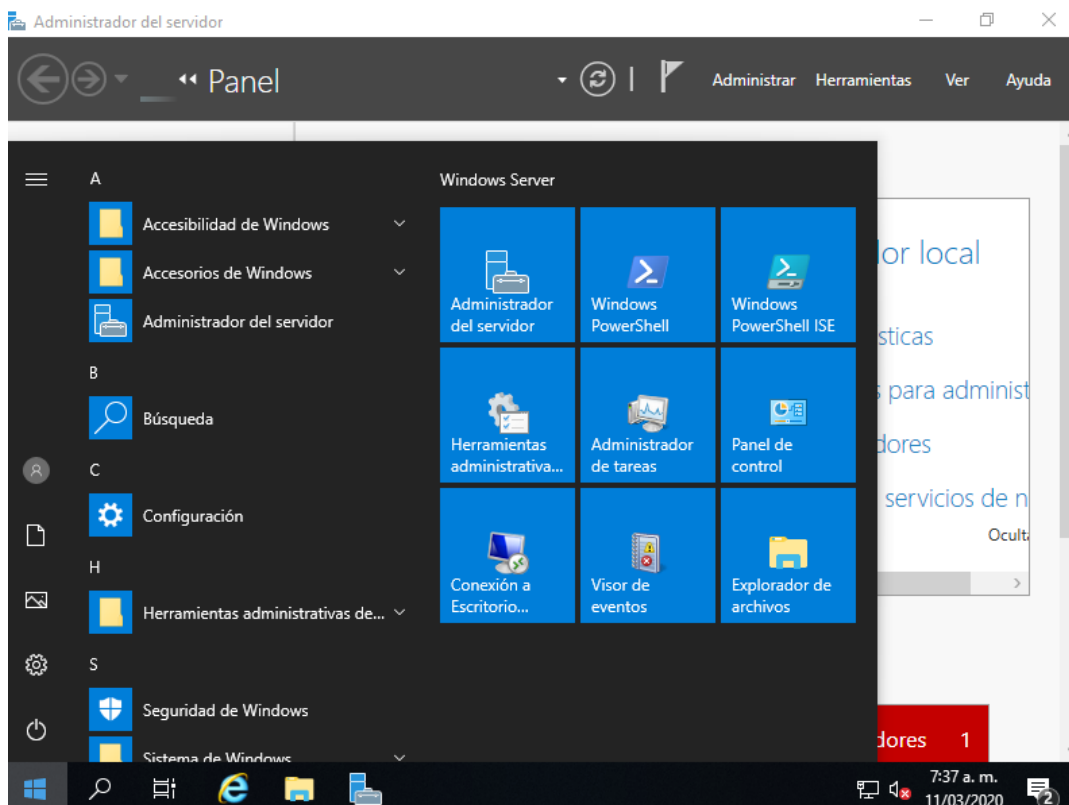 Administrador del servidor
Panel
Administrar Herramientas Ver Ayuda
A
Accesibilidad de Windows
Accesorios de Windows
Administrador del servidor
B
Búsqueda
C
Configuración
H
Herramientas administrativas de...
S
Seguridad de Windows
Sistema de Windows
Windows Server
Administrador
del servidor
Windows
PowerShell
Windows
PowerShell ISE
Herramientas
administrativa...
Administrador
de tareas
Panel de
control
Conexión a
Escritorio...
Visor de
eventos
Explorador de
archivos
or local
sticas
para administ
dores
servicios de n
Oculta
dores 1
7:37 a. m.
11/03/2020
2